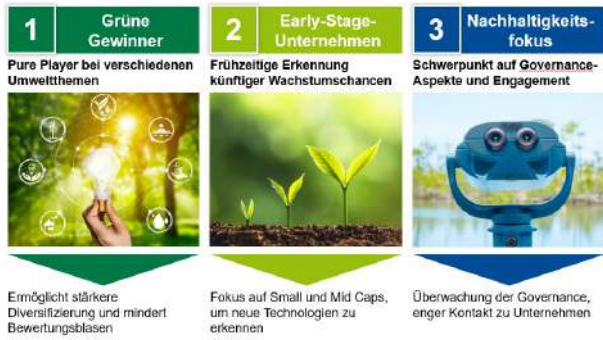 1
Grüne
Gewinner
Pure Player bei verschiedenen
Umweltthemen
Ermöglicht stärkere
Diversifizierung und mindert
Bewertungsblasen
2
Early-Stage-
Unternehmen
Frühzeitige Erkennung
künftiger Wachstumschancen
Fokus auf Small und Mid Caps,
um neue Technologien zu
erkennen
3
Nachhaltigkeits-
fokus
Schwerpunkt auf Governance-
Aspekte und Engagement
Überwachung der Governance,
enger Kontakt zu Unternehmen